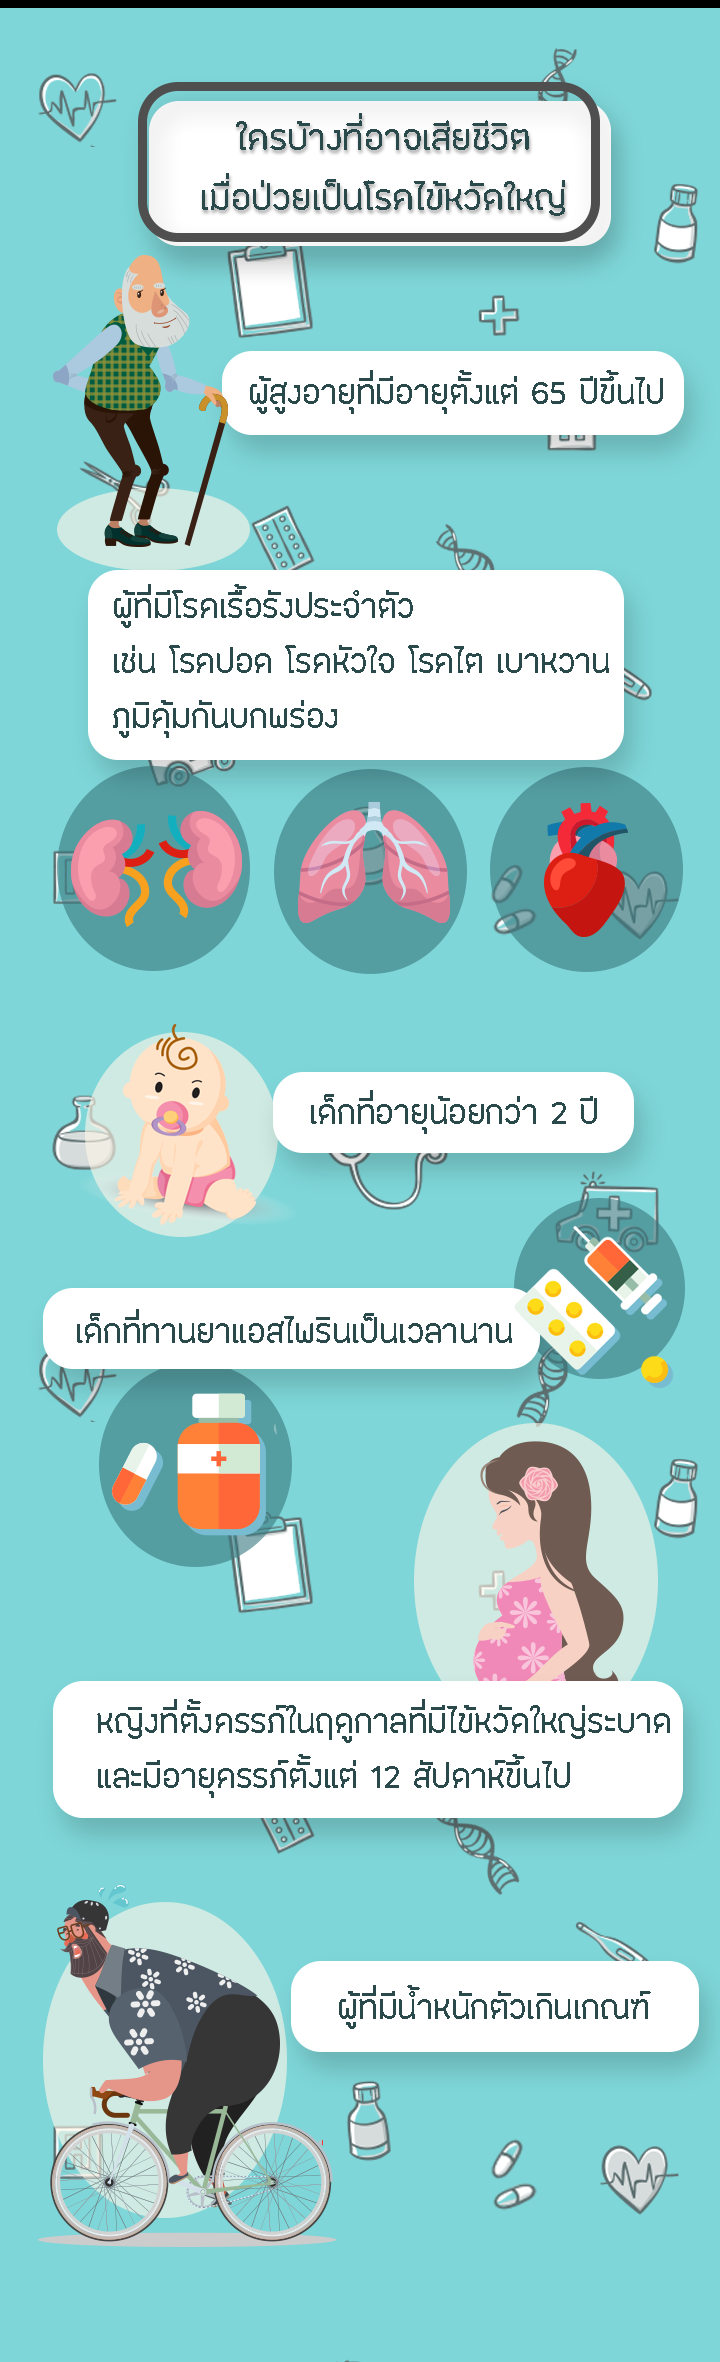 ใครบ้างที่อาจเสียชีวิต
เมื่อป่วยเป็นโรคไข้หวัดใหญ่
ผู้สูงอายุที่มีอายุตั้งแต่ 65 ปีขึ้นไป
ผู้ที่มีโรคเรื้อรังประจำตัว
เช่น โรคปอด โรคหัวใจ โรคไต เบาหวาน
ภูมิคุ้มกันบกพร่อง
เด็กที่อายุน้อยกว่า 2 ปี
เด็กที่ทานยาแอสไพรินเป็นเวลานาน
หญิงที่ตั้งครรภ์ในฤดูกาลที่มีไข้หวัดใหญ่ระบาด
และมีอายุครรภ์ตั้งแต่ 12 สัปดาห์ขึ้นไป
ผู้ที่มีน้ำหนักตัวเกินเกณฑ์